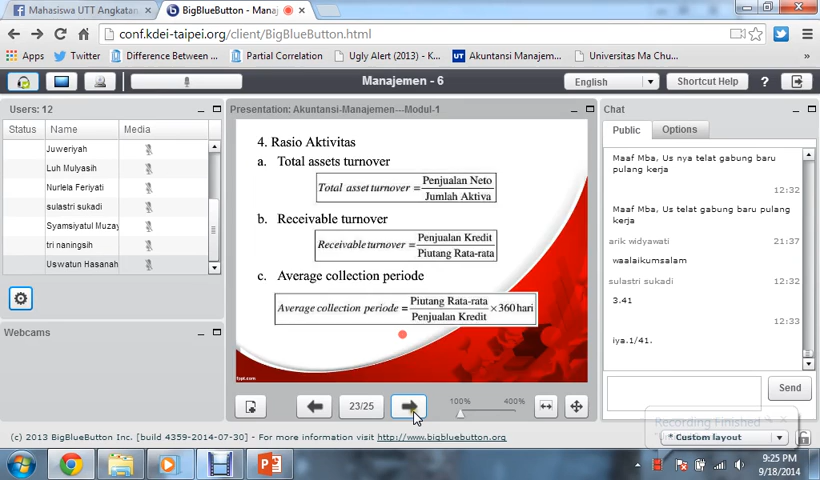 Mahasiswa UTT Angkatan
BigBlueButton - Manaj
conf.kdei-taipei.org/client/BigBlueButton.html
Apps
Twitter
Difference Between ...
Partial Correlation
Ugly Alert (2013) - K...
UT Akuntansi Manajem...
Universitas Ma Chu...
Manajemen - 6
English
Shortcut Help
?
Users: 12
Status Name Media
Juweriyah
Luh Mulyasih
Nurlela Feriyati
sulastri sukadi
Syamsiyatul Muzay
tri naningsih
Uswatun Hasanah
Webcams
Presentation: Akuntansi-Manajemen---Modul-1
4. Rasio Aktivitas
a. Total assets turnover
Total asset turnover = Penjualan Neto
Jumlah Aktiva
b. Receivable turnover
Receivable turnover = Penjualan Kredit
Piutang Rata-rata
c. Average collection periode
Average collection periode = Piutang Rata-rata × 360 hari
Penjualan Kredit
fppt.com
23/25
100%
400%
Chat
Public
Options
Maaf Mba, Us nya telat gabung baru
pulang kerja
12:32
Maaf Mba, Us telat gabung baru pulang
kerja
arik widyawati 21:37
waalaikumsalam
sulastri sukadi 12:32
3.41
12:33
iya.1/41.
Send
Recording Finished
* Custom layout
(c) 2013 BigBlueButton Inc. [build 4359-2014-07-30] - For more information visit http://www.bigbluebutton.org
9:25 PM
9/18/2014